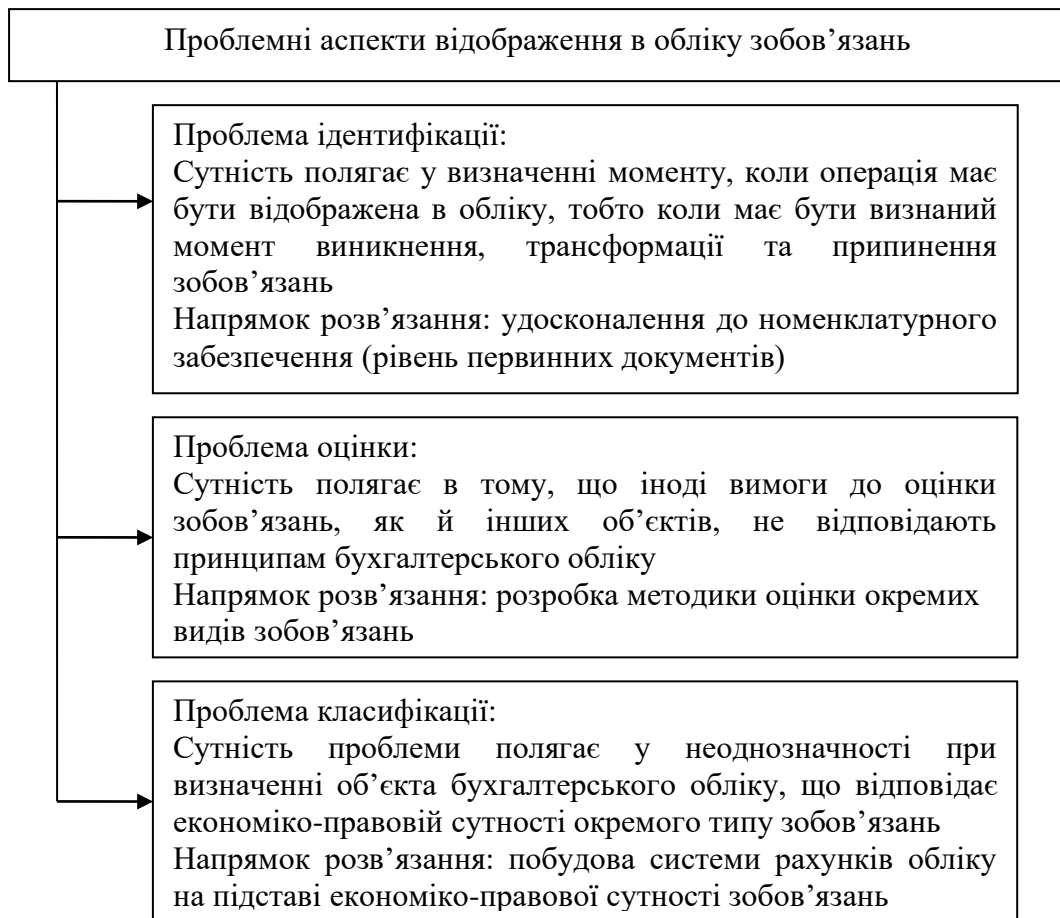 Проблемні аспекти відображення в обліку зобов’язань
Проблема ідентифікації:
Сутність полягає у визначенні моменту, коли операція має
бути відображена в обліку, тобто коли має бути визнаний
момент виникнення, трансформації та припинення
зобов’язань
Напрямок розв’язання: удосконалення до номенклатурного
забезпечення (рівень первинних документів)
Проблема оцінки:
Сутність полягає в тому, що іноді вимоги до оцінки
зобов’язань, як й інших об’єктів, не відповідають
принципам бухгалтерського обліку
Напрямок розв’язання: розробка методики оцінки окремих
видів зобов’язань
Проблема класифікації:
Сутність проблеми полягає у неоднозначності при
визначенні об’єкта бухгалтерського обліку, що відповідає
економіко-правовій сутності окремого типу зобов’язань
Напрямок розв’язання: побудова системи рахунків обліку
на підставі економіко-правової сутності зобов’язань